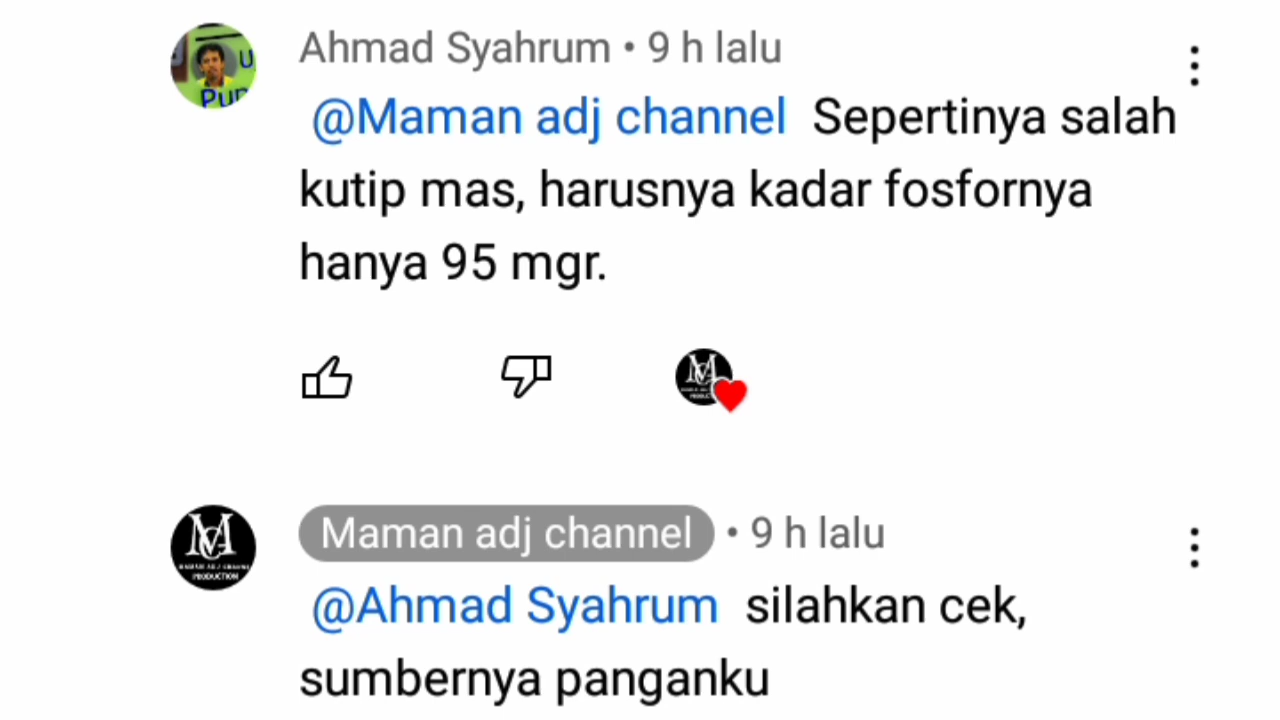 Ahmad Syahrum • 9 h lalu
@Maman adj channel Sepertinya salah
kutip mas, harusnya kadar fosfornya
hanya 95 mgr.
Maman adj channel • 9 h lalu
@Ahmad Syahrum silahkan cek,
sumbernya panganku